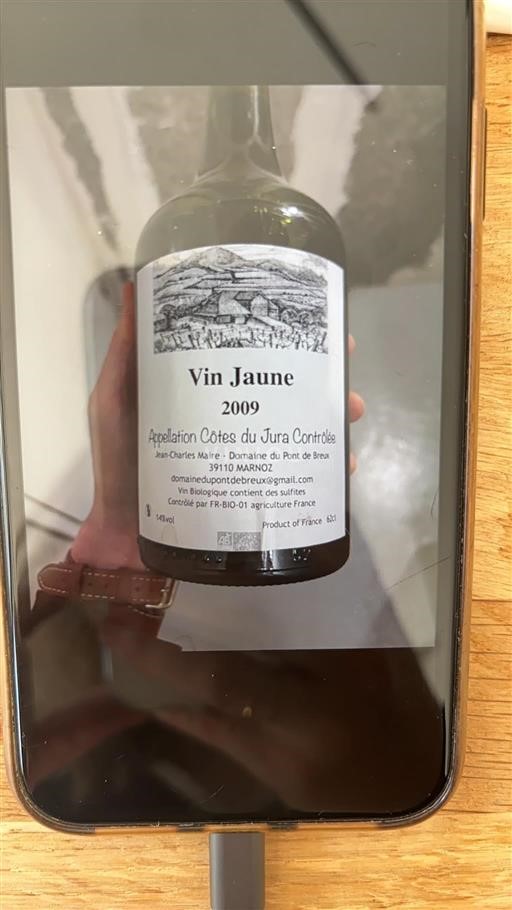 Vin Jaune
2009
Appellation Côtes du Jura Contrôlée
Jean-Charles Maire - Domaine du Pont de Breux
39110 MARNOZ
domainedupontdebreux@gmail.com
Vin Biologique contient des sulfites
Contrôlé par FR-BIO-01 agriculture France
14%vol
Product of France 62cl
AB